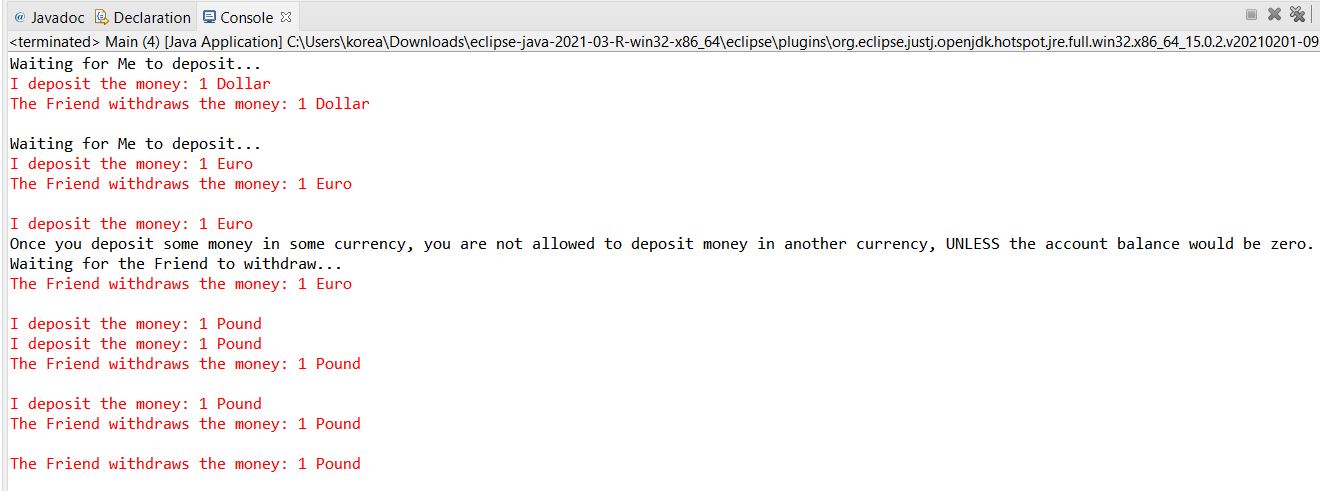 @ Javadoc Declaration Console
<terminated> Main (4) [Java Application] C:\Users\korea\Downloads\eclipse-java-2021-03-R-win32-x86_64\eclipse\plugins\org.eclipse.justj.openjdk.hotspot.jre.full.win32.x86_64_15.0.2.v20210201-09
Waiting for Me to deposit...
I deposit the money: 1 Dollar
The Friend withdraws the money: 1 Dollar
Waiting for Me to deposit...
I deposit the money: 1 Euro
The Friend withdraws the money: 1 Euro
I deposit the money: 1 Euro
Once you deposit some money in some currency, you are not allowed to deposit money in another currency, UNLESS the account balance would be zero.
Waiting for the Friend to withdraw...
The Friend withdraws the money: 1 Euro
I deposit the money: 1 Pound
I deposit the money: 1 Pound
The Friend withdraws the money: 1 Pound
I deposit the money: 1 Pound
The Friend withdraws the money: 1 Pound
The Friend withdraws the money: 1 Pound